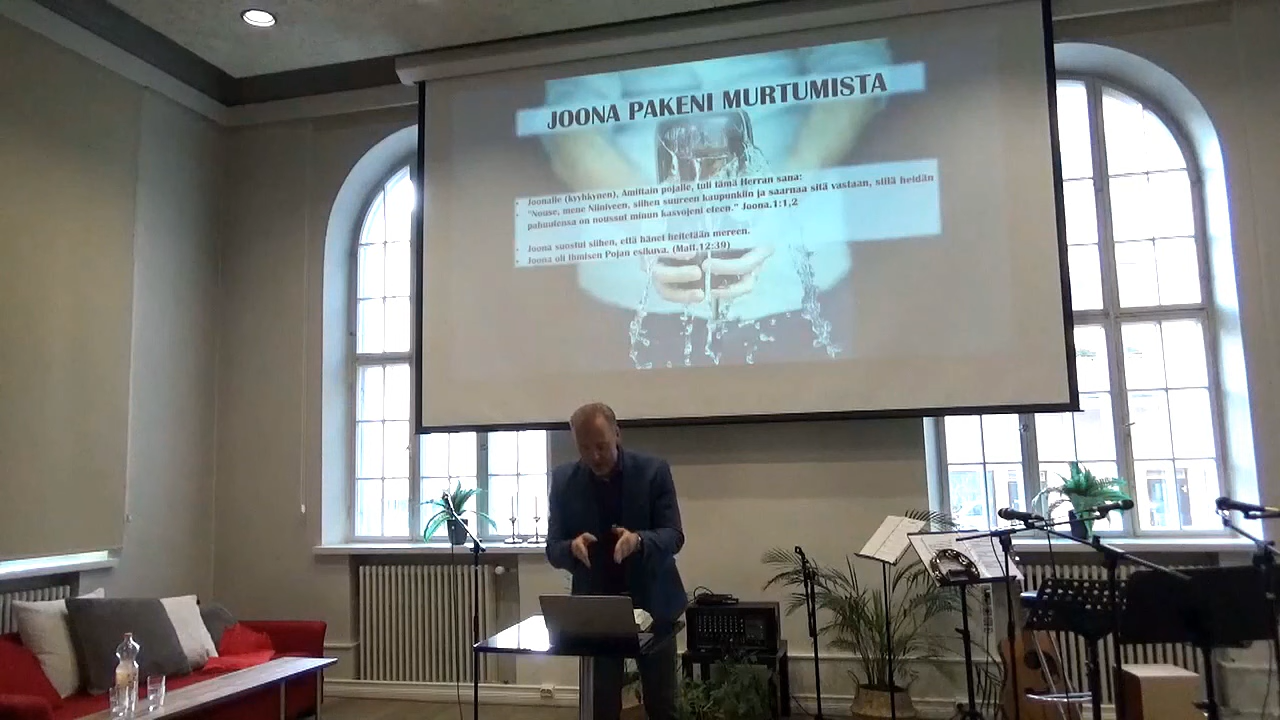 JOONA PAKENI MURTUMISTA
• Joonalle (kyyhkynen), Amittain pojalle, tuli tämä Herran sana:
• "Nouse, mene Niiniveen, siihen suureen kaupunkiin ja saarnaa sitä vastaan, sillä heidän
pahuutensa on noussut minun kasvojeni eteen." Joona.1:1,2
• Joona suostui siihen, että hänet heitetään mereen.
• Joona oli Ihmisen Pojan esikuva. (Matt.12:39)